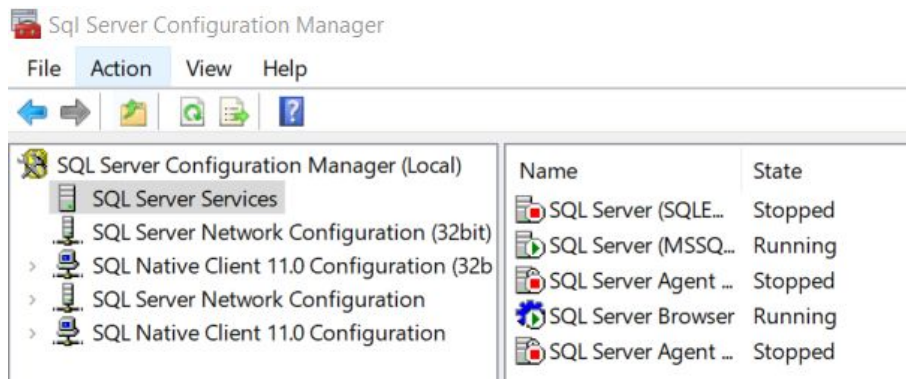 Sql Server Configuration Manager
File Action View Help
SQL Server Configuration Manager (Local)
SQL Server Services
SQL Server Network Configuration (32bit)
SQL Native Client 11.0 Configuration (32b
SQL Server Network Configuration
SQL Native Client 11.0 Configuration
Name State
SQL Server (SQLE... Stopped
SQL Server (MSSQ... Running
SQL Server Agent ... Stopped
SQL Server Browser Running
SQL Server Agent ... Stopped